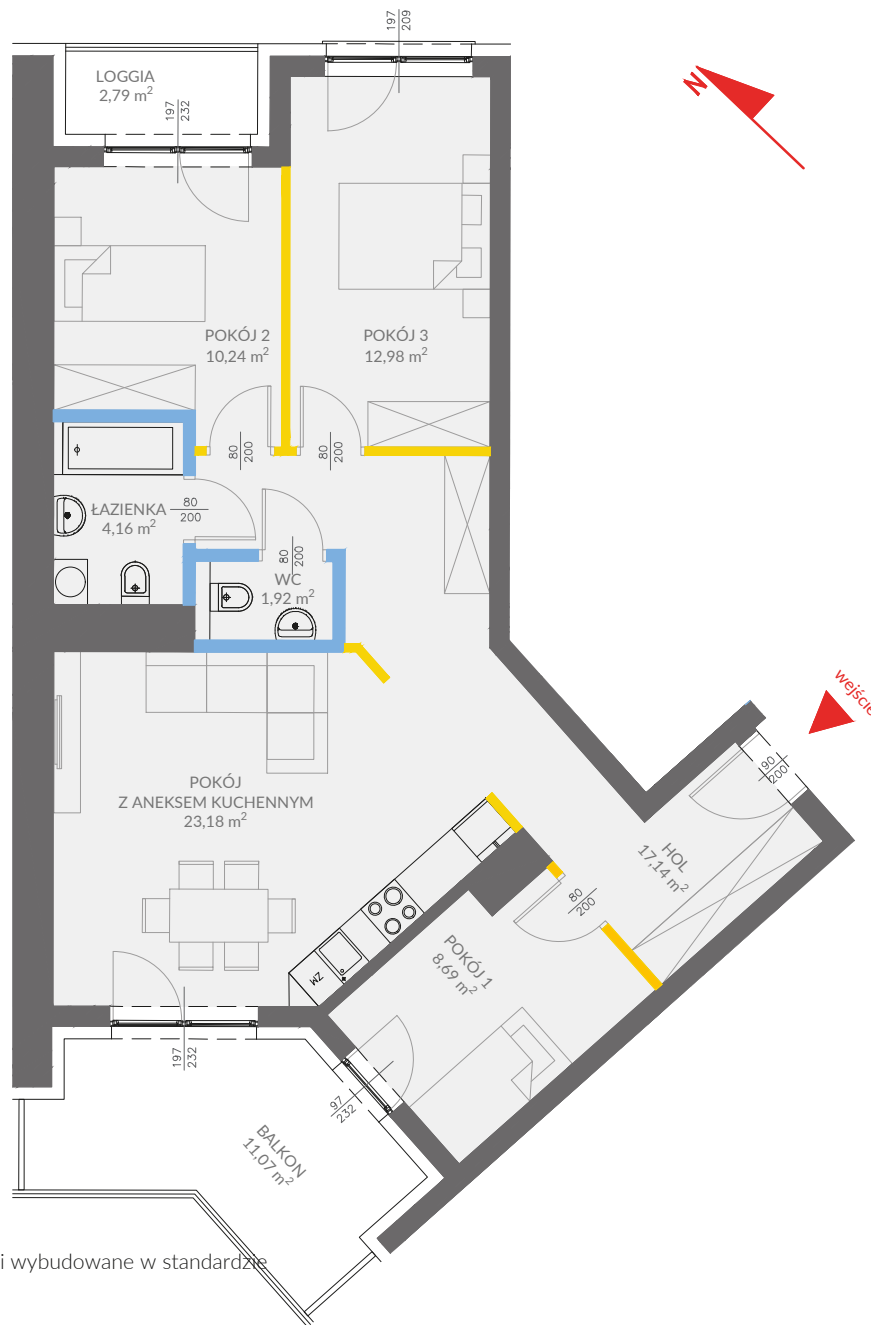 197
209
LOGGIA
2,79 m²
197
232
N
POKÓJ 2
10,24 m²
POKÓJ 3
12,98 m²
80
200
80
200
ŁAZIENKA
4,16 m²
80
200
80
200
WC
1,92 m²
wejście
90
200
POKÓJ
Z ANEKSEM KUCHENNYM
23,18 m²
HOL
17,14 m²
80
200
POKÓJ 1
8,69 m²
ZM
197
232
97
232
BALKON
11,07 m²
i wybudowane w standardzie